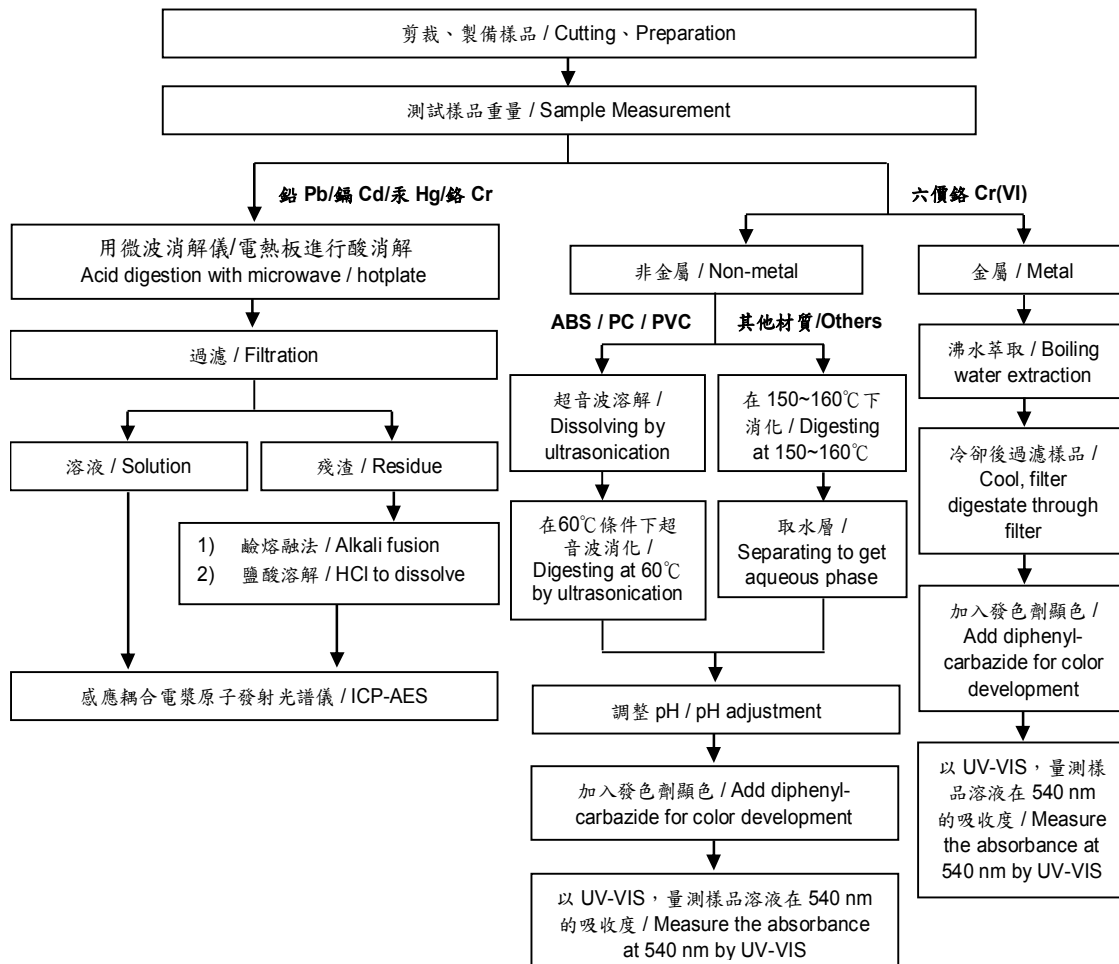 剪裁、製備樣品 / Cutting、Preparation
測試樣品重量 / Sample Measurement
鉛 Pb/鎘 Cd/汞 Hg/鉻 Cr
六價鉻 Cr(VI)
用微波消解儀/電熱板進行酸消解
Acid digestion with microwave / hotplate
過濾 / Filtration
溶液 / Solution
殘渣 / Residue
1) 鹼熔融法 / Alkali fusion
2) 鹽酸溶解 / HCl to dissolve
感應耦合電漿原子發射光譜儀 / ICP-AES
非金屬 / Non-metal
ABS / PC / PVC
其他材質/Others
超音波溶解 /
Dissolving by
ultrasonication
在60℃條件下超
音波消化 /
Digesting at 60℃
by ultrasonication
在 150~160℃下
消化 / Digesting
at 150~160℃
取水層 /
Separating to get
aqueous phase
調整 pH / pH adjustment
加入發色劑顯色 / Add diphenyl-
carbazide for color development
以 UV-VIS，量測樣品溶液在 540 nm
的吸收度 / Measure the absorbance
at 540 nm by UV-VIS
金屬 / Metal
沸水萃取 / Boiling
water extraction
冷卻後過濾樣品 /
Cool, filter
digestate through
filter
加入發色劑顯色 /
Add diphenyl-
carbazide for color
development
以 UV-VIS，量測樣
品溶液在 540 nm
的吸收度 / Measure
the absorbance at
540 nm by UV-VIS